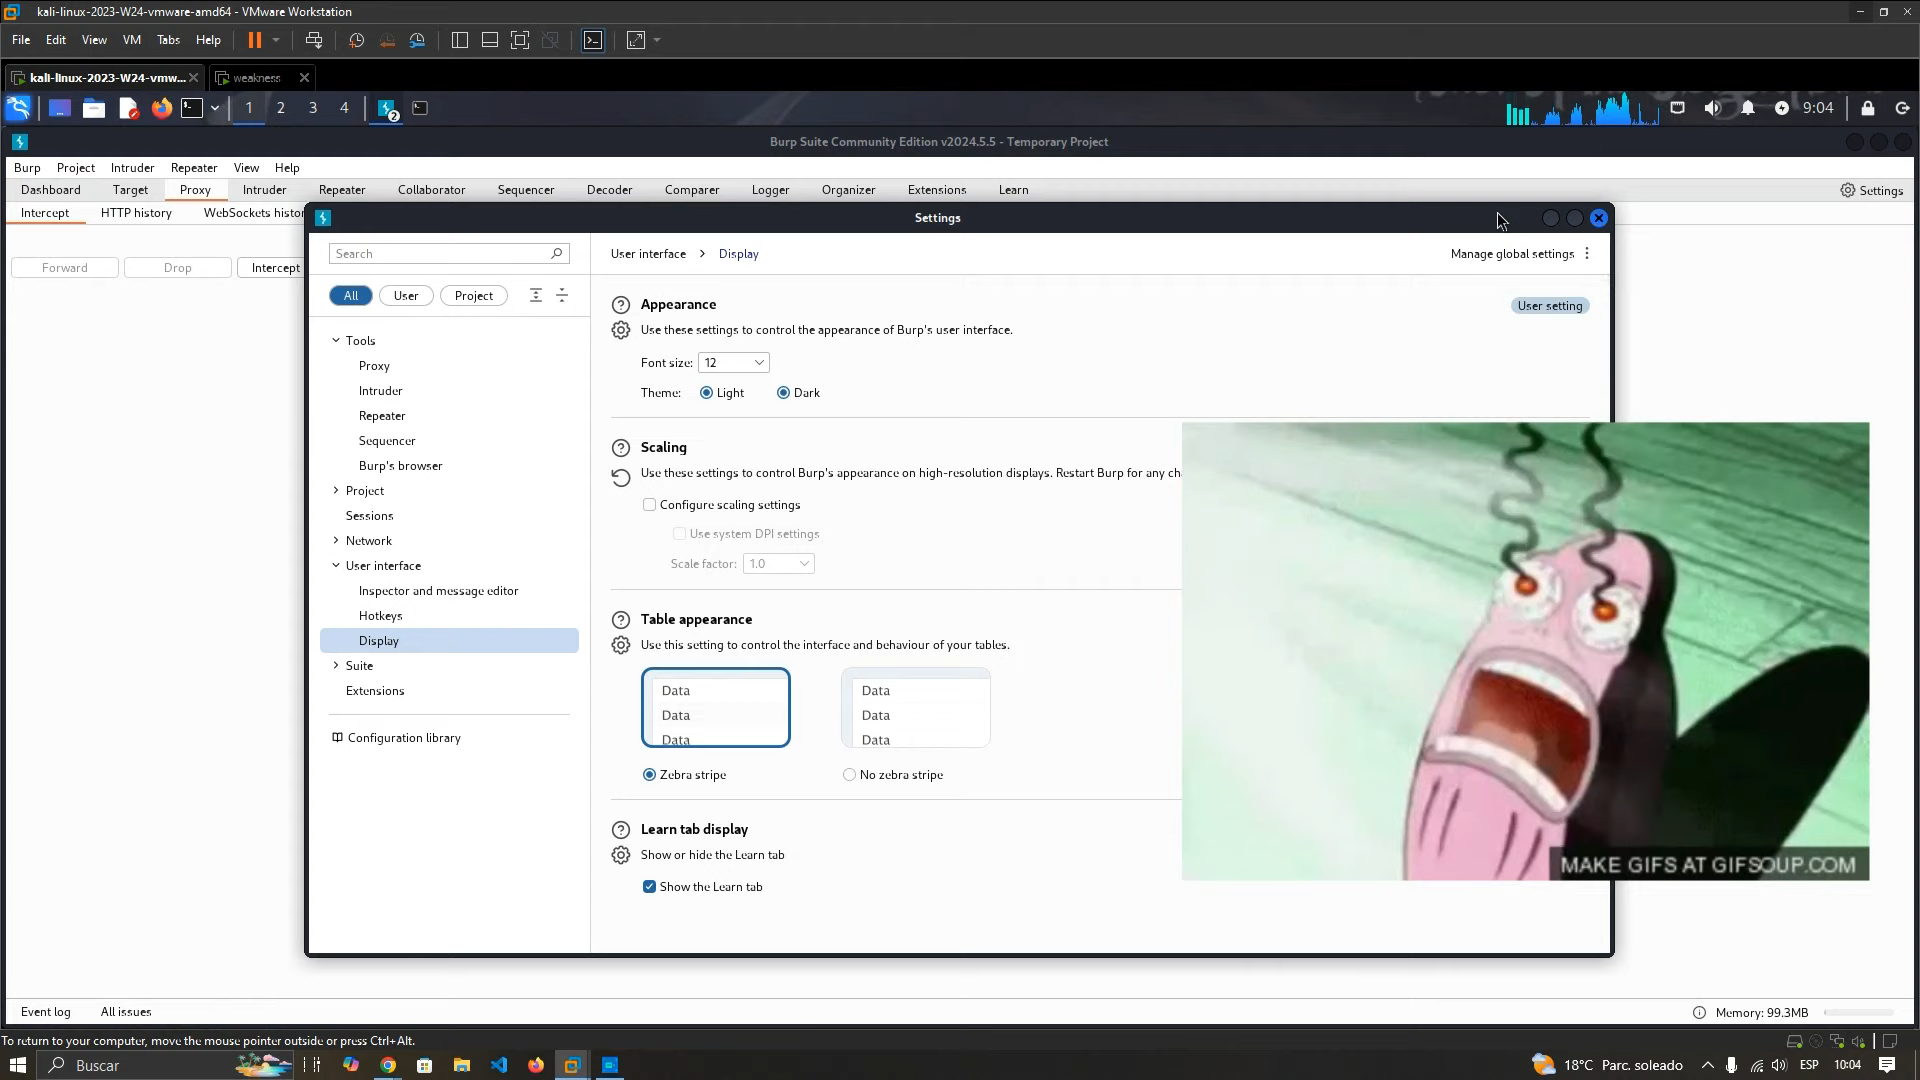 kali-linux-2023-W24-vmware-amd64 - VMware Workstation
File Edit View VM Tabs Help
kali-linux-2023-W24-vmw... weakness
1 2 3 4 2 9:04
Burp Suite Community Edition v2024.5.5 - Temporary Project
Burp Project Intruder Repeater View Help
Dashboard Target Proxy Intruder Repeater Collaborator Sequencer Decoder Comparer Logger Organizer Extensions Learn Settings
Intercept HTTP history WebSockets histor
Settings
Search
User interface > Display
Manage global settings
Forward Drop Intercept
All User Project
Appearance
User setting
Use these settings to control the appearance of Burp's user interface.
Font size: 12
Theme: Light Dark
Tools
Proxy
Intruder
Repeater
Sequencer
Burp's browser
Project
Sessions
Network
User interface
Inspector and message editor
Hotkeys
Display
Suite
Extensions
Configuration library
Scaling
Use these settings to control Burp's appearance on high-resolution displays. Restart Burp for any ch
Configure scaling settings
Use system DPI settings
Scale factor: 1.0
Table appearance
Use this setting to control the interface and behaviour of your tables.
Data Data
Data Data
Data Data
Zebra stripe No zebra stripe
Learn tab display
Show or hide the Learn tab
Show the Learn tab
MAKE GIFS AT GIFSOUP.COM
Event log All issues
Memory: 99.3MB
To return to your computer, move the mouse pointer outside or press Ctrl+Alt.
Buscar
18°C Parc. soleado ESP 10:04